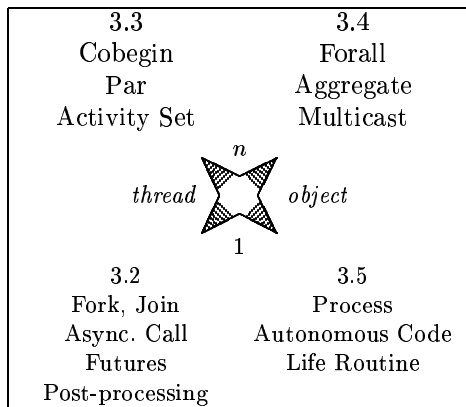 3.3
Cobegin
Par
Activity Set
3.4
Forall
Aggregate
Multicast
n
thread
object
1
3.2
Fork, Join
Async. Call
Futures
Post-processing
3.5
Process
Autonomous Code
Life Routine